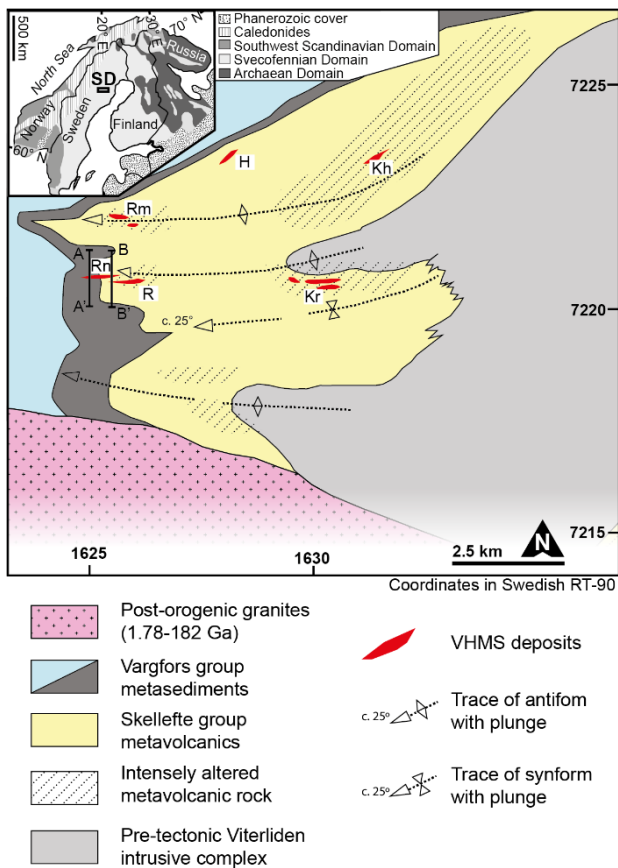 500 km
20° E
30° E
70° N
North Sea
Norway
Sweden
Finland
Russia
SD
60° N
Phanerozoic cover
Caledonides
Southwest Scandinavian Domain
Svecofennian Domain
Archaean Domain
7225
H
Kh
Rm
A
B
Rn
R
Kr
A'
B'
c. 25°
7220
7215
1625
1630
2.5 km
N
Coordinates in Swedish RT-90
Post-orogenic granites
(1.78-182 Ga)
Vargfors group
metasediments
Skellefte group
metavolcanics
Intensely altered
metavolcanic rock
Pre-tectonic Viterliden
intrusive complex
VHMS deposits
c. 25°
Trace of antifom
with plunge
c. 25°
Trace of synform
with plunge